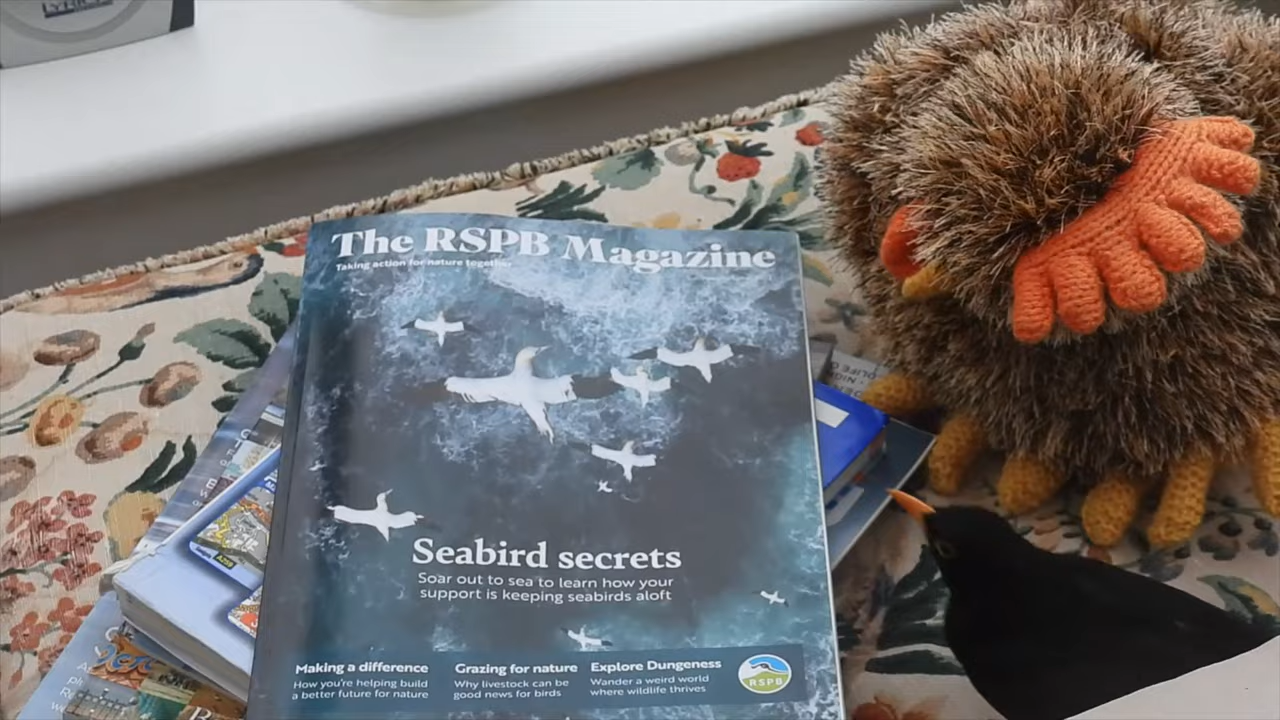 LYRICS
The RSPB Magazine
Taking action for nature together
Seabird secrets
Soar out to sea to learn how your
support is keeping seabirds aloft
Making a difference
How you're helping build
a better future for nature
Grazing for nature
Why livestock can be
good news for birds
Explore Dungeness
Wander a weird world
where wildlife thrives
RSPB